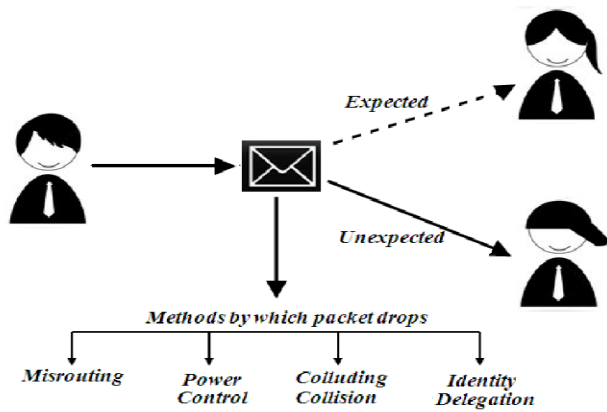 Expected
Unexpected
Methods by which packet drops
Misrouting
Power
Control
Colluding
Collision
Identity
Delegation